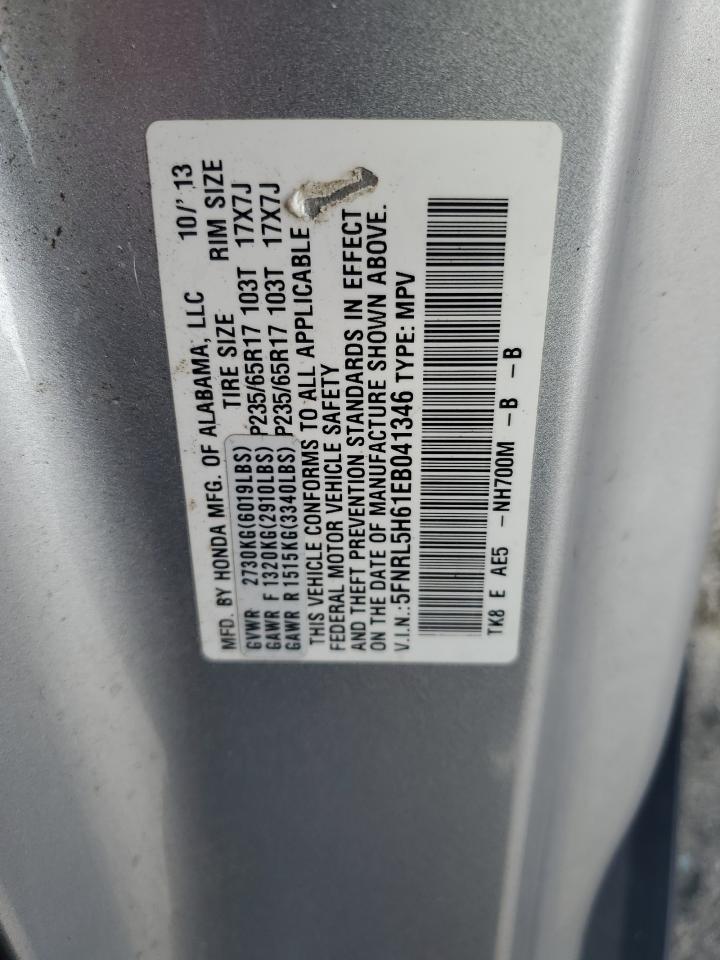 MFD. BY HONDA MFG. OF ALABAMA, LLC 10/'13
TIRE SIZE RIM SIZE
GVWR 2730KG(6019LBS)
GAWR F 1320KG(2910LBS) P235/65R17 103T 17X7J
GAWR R 1515KG(3340LBS) P235/65R17 103T 17X7J
THIS VEHICLE CONFORMS TO ALL APPLICABLE
FEDERAL MOTOR VEHICLE SAFETY
AND THEFT PREVENTION STANDARDS IN EFFECT
ON THE DATE OF MANUFACTURE SHOWN ABOVE.
V.I.N.:5FNRL5H61EB041346 TYPE: MPV
TK8 E AE5 -NH700M -B -B